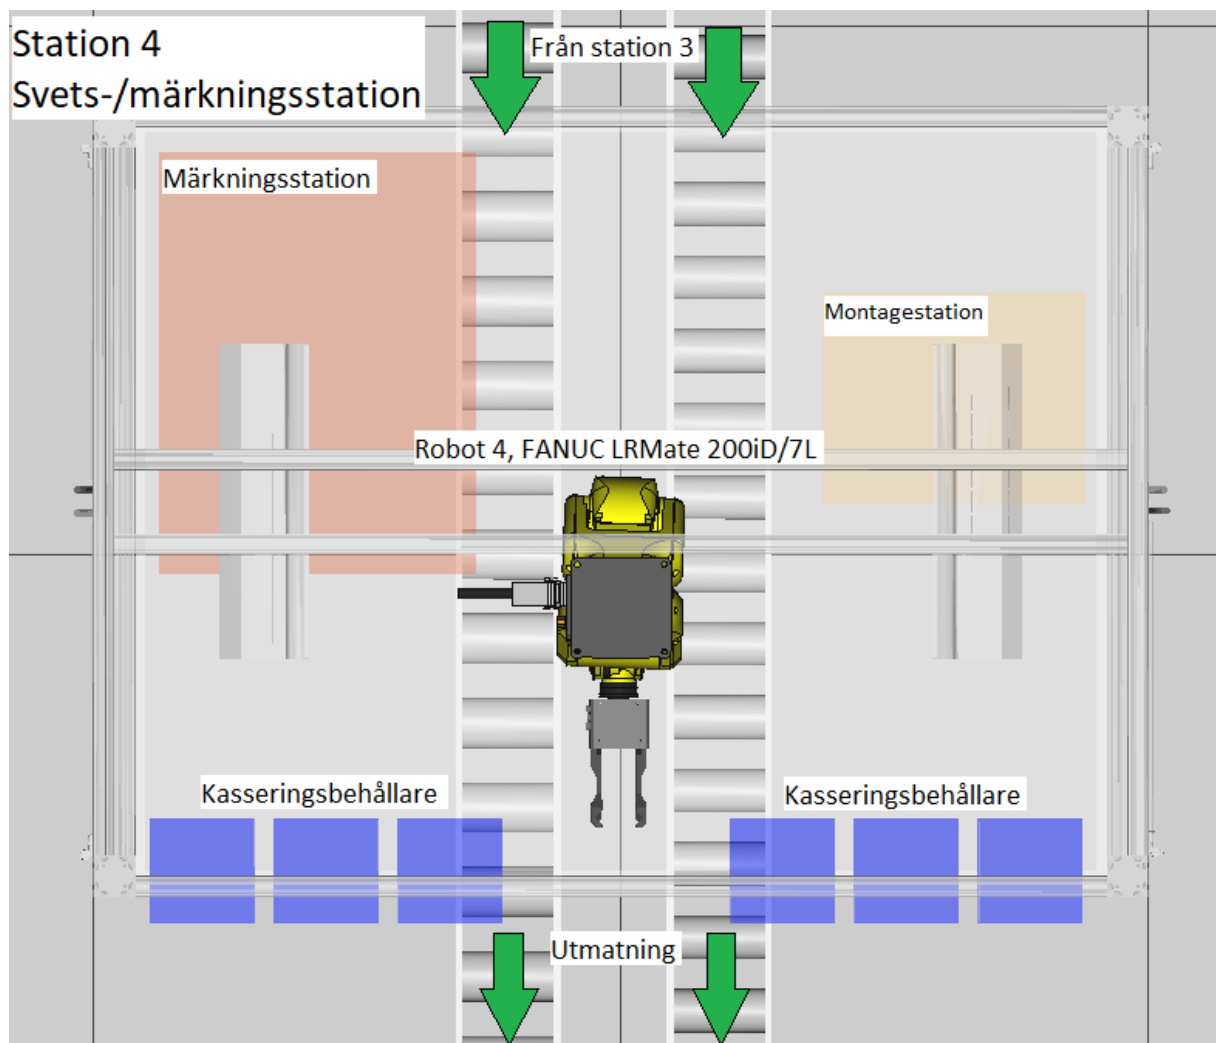 Station 4
Svets-/märkningsstation
Från station 3
Märkningsstation
Montagestation
Robot 4, FANUC LRMate 200iD/7L
Kasseringsbehållare
Kasseringsbehållare
Utmatning